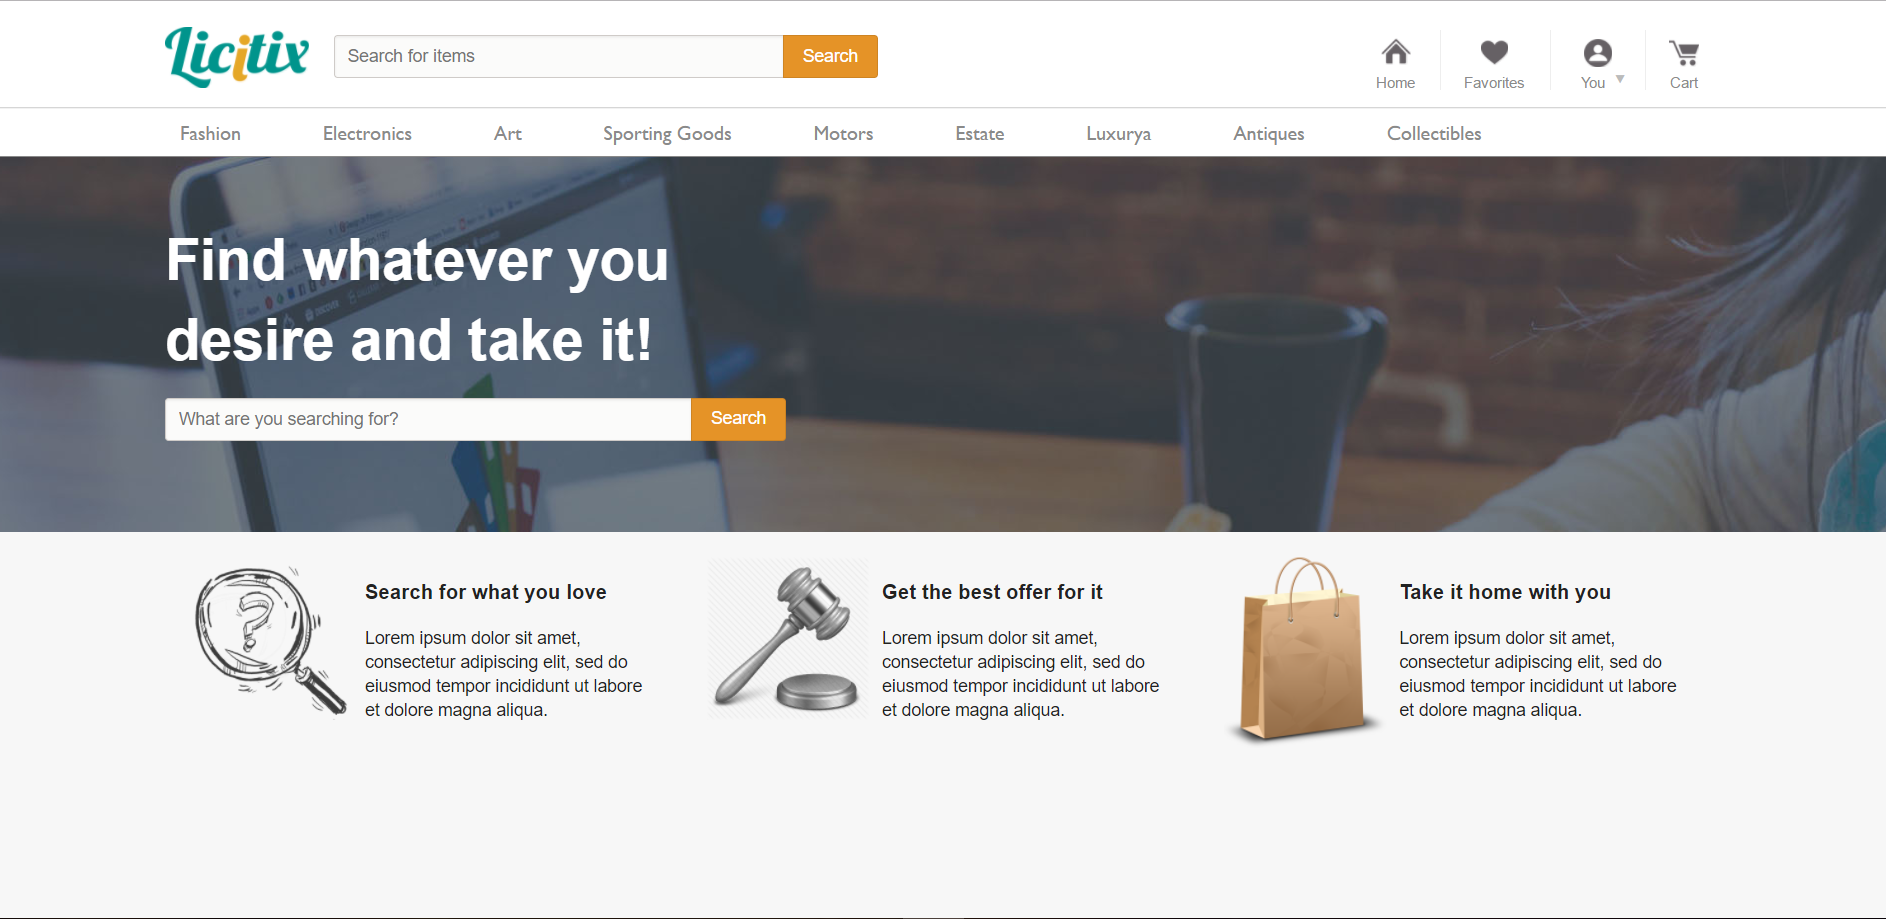 Licitix
Search for items
Search
Home
Favorites
You
Cart
Fashion
Electronics
Art
Sporting Goods
Motors
Estate
Luxurya
Antiques
Collectibles
Find whatever you
desire and take it!
What are you searching for?
Search
Search for what you love
Lorem ipsum dolor sit amet,
consectetur adipiscing elit, sed do
eiusmod tempor incididunt ut labore
et dolore magna aliqua.
Get the best offer for it
Lorem ipsum dolor sit amet,
consectetur adipiscing elit, sed do
eiusmod tempor incididunt ut labore
et dolore magna aliqua.
Take it home with you
Lorem ipsum dolor sit amet,
consectetur adipiscing elit, sed do
eiusmod tempor incididunt ut labore
et dolore magna aliqua.